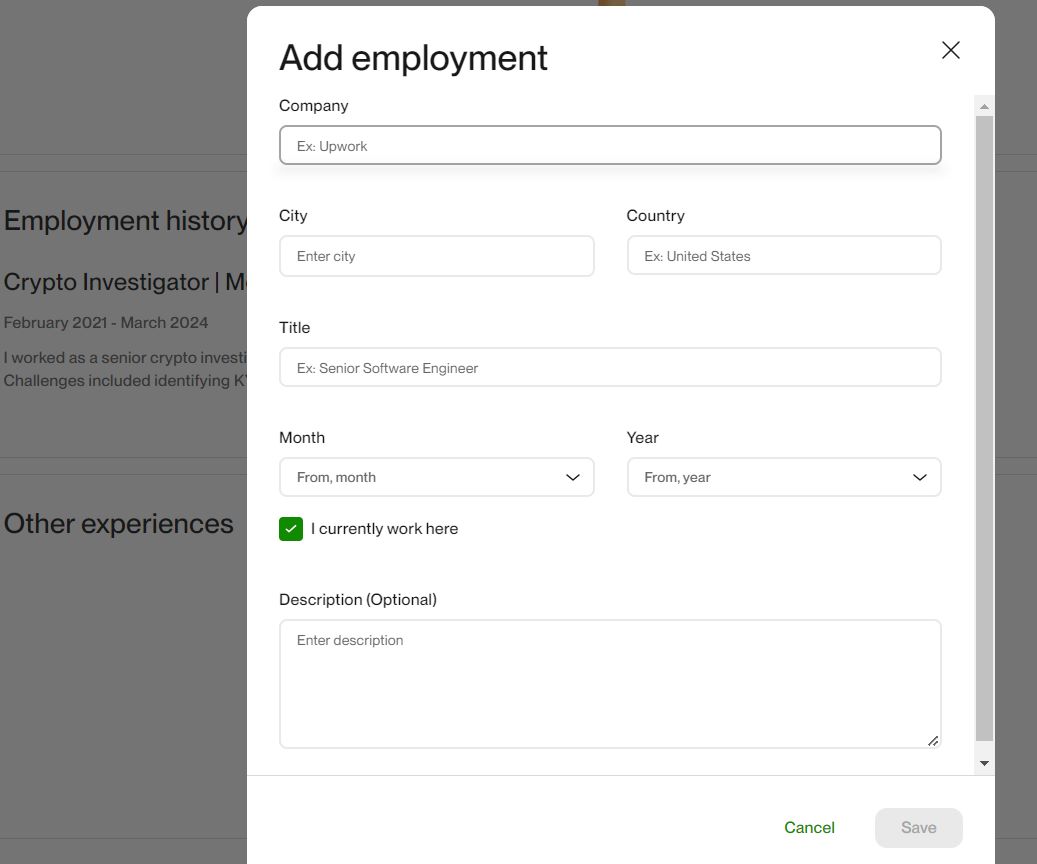 Add employment
Company
Ex: Upwork
City
Country
Enter city
Ex: United States
Title
Ex: Senior Software Engineer
Month
Year
From, month
From, year
I currently work here
Description (Optional)
Enter description
Cancel
Save
Employment history
Crypto Investigator |
February 2021 - March 2024
I worked as a senior crypto
Challenges included identifying
Other experiences